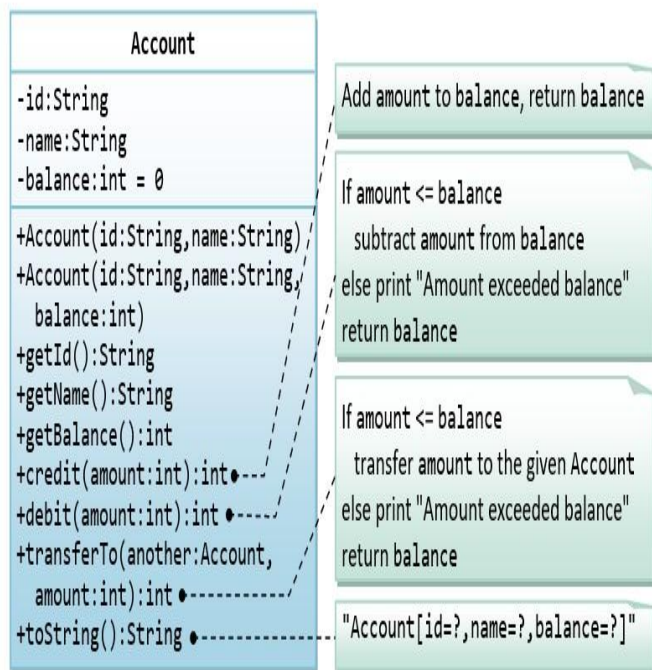 Account
-id:String
-name:String
-balance:int = 0
+Account(id:String,name:String)
+Account(id:String,name:String,
balance:int)
+getId():String
+getName():String
+getBalance():int
+credit(amount:int):int
+debit(amount:int):int
+transferTo(another:Account,
amount:int):int
+toString():String
Add amount to balance, return balance
If amount <= balance
subtract amount from balance
else print "Amount exceeded balance"
return balance
If amount <= balance
transfer amount to the given Account
else print "Amount exceeded balance"
return balance
"Account[id=?,name=?,balance=?]"